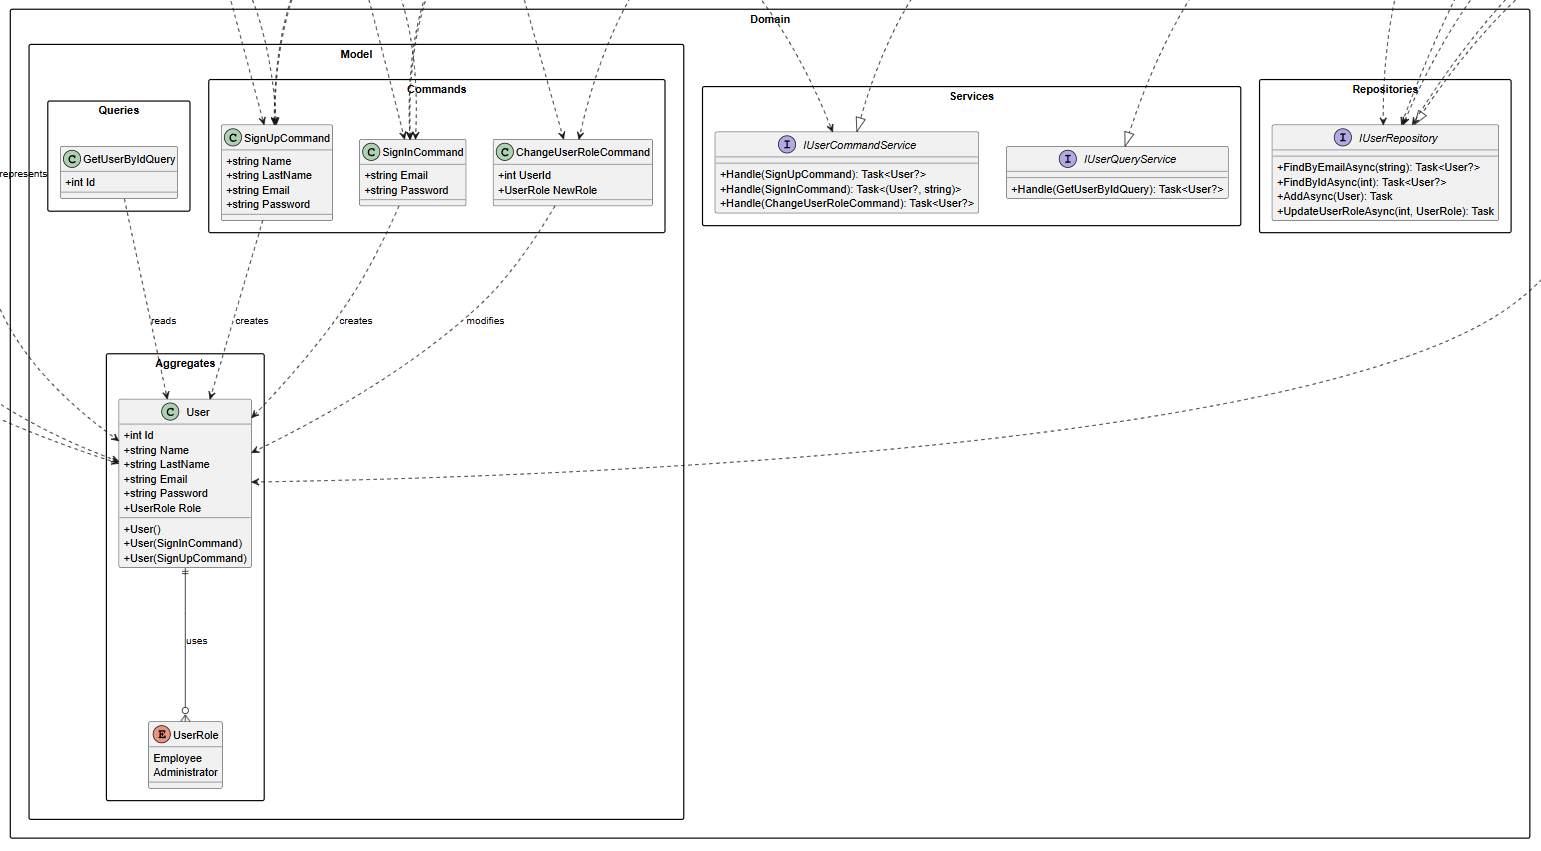 Domain
Model
Queries
C GetUserByIdQuery
+int Id
Commands
C SignUpCommand
+string Name
+string LastName
+string Email
+string Password
C SignInCommand
+string Email
+string Password
C ChangeUserRoleCommand
+int UserId
+UserRole NewRole
Services
I IUserCommandService
+Handle(SignUpCommand): Task<User?>
+Handle(SignInCommand): Task<(User?, string)>
+Handle(ChangeUserRoleCommand): Task<User?>
I IUserQueryService
+Handle(GetUserByIdQuery): Task<User?>
Repositories
I IUserRepository
+FindByEmailAsync(string): Task<User?>
+FindByIdAsync(int): Task<User?>
+AddAsync(User): Task
+UpdateUserRoleAsync(int, UserRole): Task
represents
reads
creates
creates
modifies
Aggregates
C User
+int Id
+string Name
+string LastName
+string Email
+string Password
+UserRole Role
+User()
+User(SignInCommand)
+User(SignUpCommand)
uses
E UserRole
Employee
Administrator